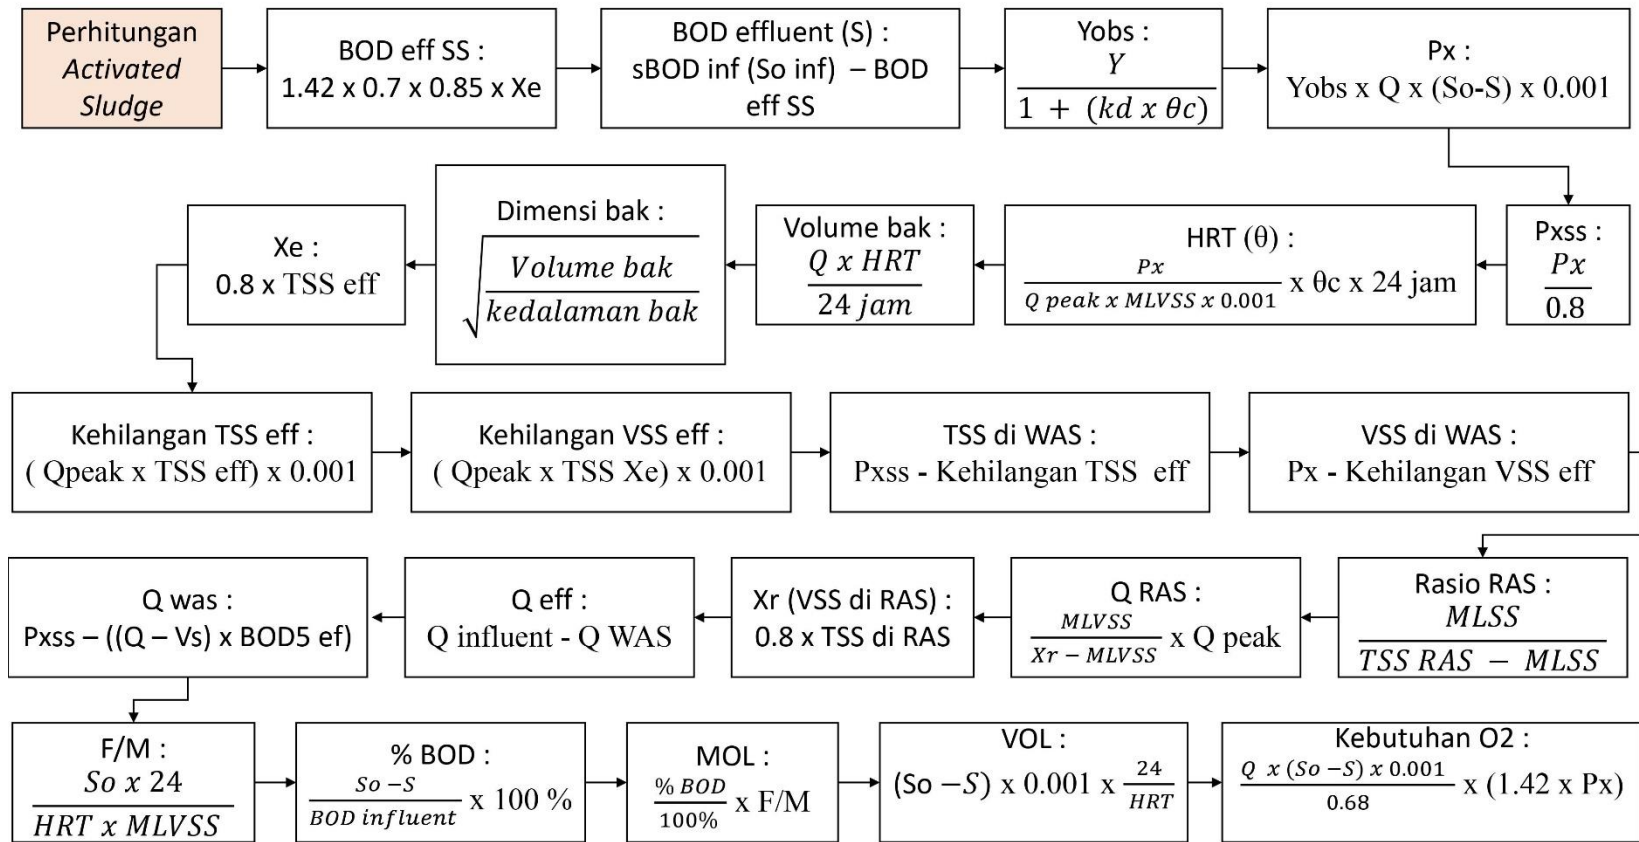 Perhitungan
Activated
Sludge
BOD eff SS :
1.42 x 0.7 x 0.85 x Xe
BOD effluent (S) :
sBOD inf (So inf) – BOD
eff SS
Yobs :
Y
1 + (kd x θc)
Px :
Yobs x Q x (So-S) x 0.001
Pxss :
Px
0.8
HRT (θ) :
Px
Q peak x MLVSS x 0.001
x θc x 24 jam
Volume bak :
Q x HRT
24 jam
Dimensi bak :
√
Volume bak
kedalaman bak
Xe :
0.8 x TSS eff
Kehilangan TSS eff :
( Qpeak x TSS eff) x 0.001
Kehilangan VSS eff :
( Qpeak x TSS Xe) x 0.001
TSS di WAS :
Pxss - Kehilangan TSS eff
VSS di WAS :
Px - Kehilangan VSS eff
Rasio RAS :
MLSS
TSS RAS − MLSS
Q RAS :
MLVSS
Xr − MLVSS
x Q peak
Xr (VSS di RAS) :
0.8 x TSS di RAS
Q eff :
Q influent - Q WAS
Q was :
Pxss – ((Q – Vs) x BOD5 ef)
F/M :
So x 24
HRT x MLVSS
% BOD :
So −S
BOD influent
x 100 %
MOL :
% BOD
100%
x F/M
VOL :
(So −S) x 0.001 x
24
HRT
Kebutuhan O2 :
Q x (So −S) x 0.001
0.68
x (1.42 x Px)